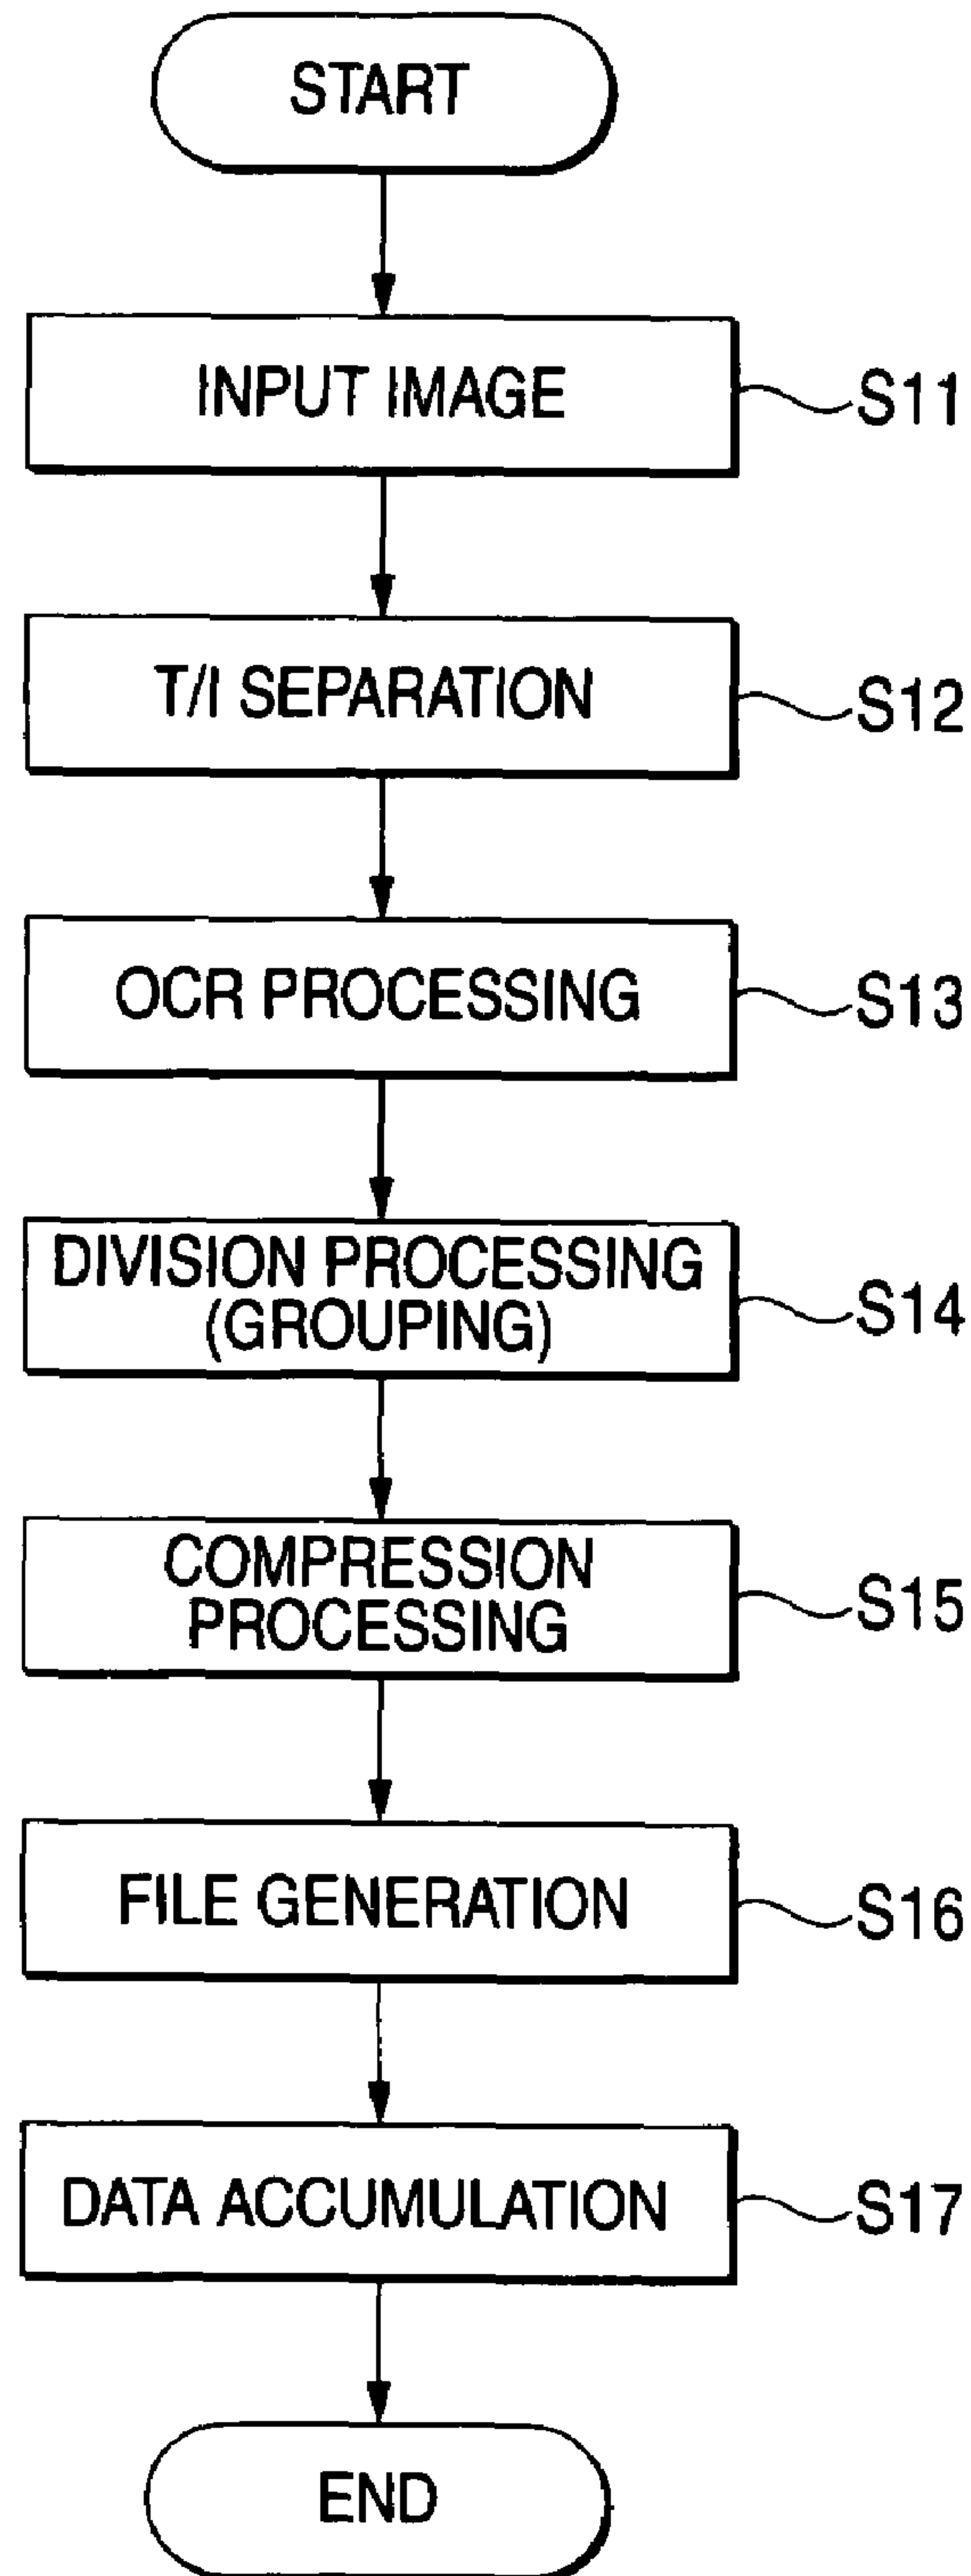 START
INPUT IMAGE
S11
T/I SEPARATION
S12
OCR PROCESSING
S13
DIVISION PROCESSING
(GROUPING)
S14
COMPRESSION
PROCESSING
S15
FILE GENERATION
S16
DATA ACCUMULATION
S17
END